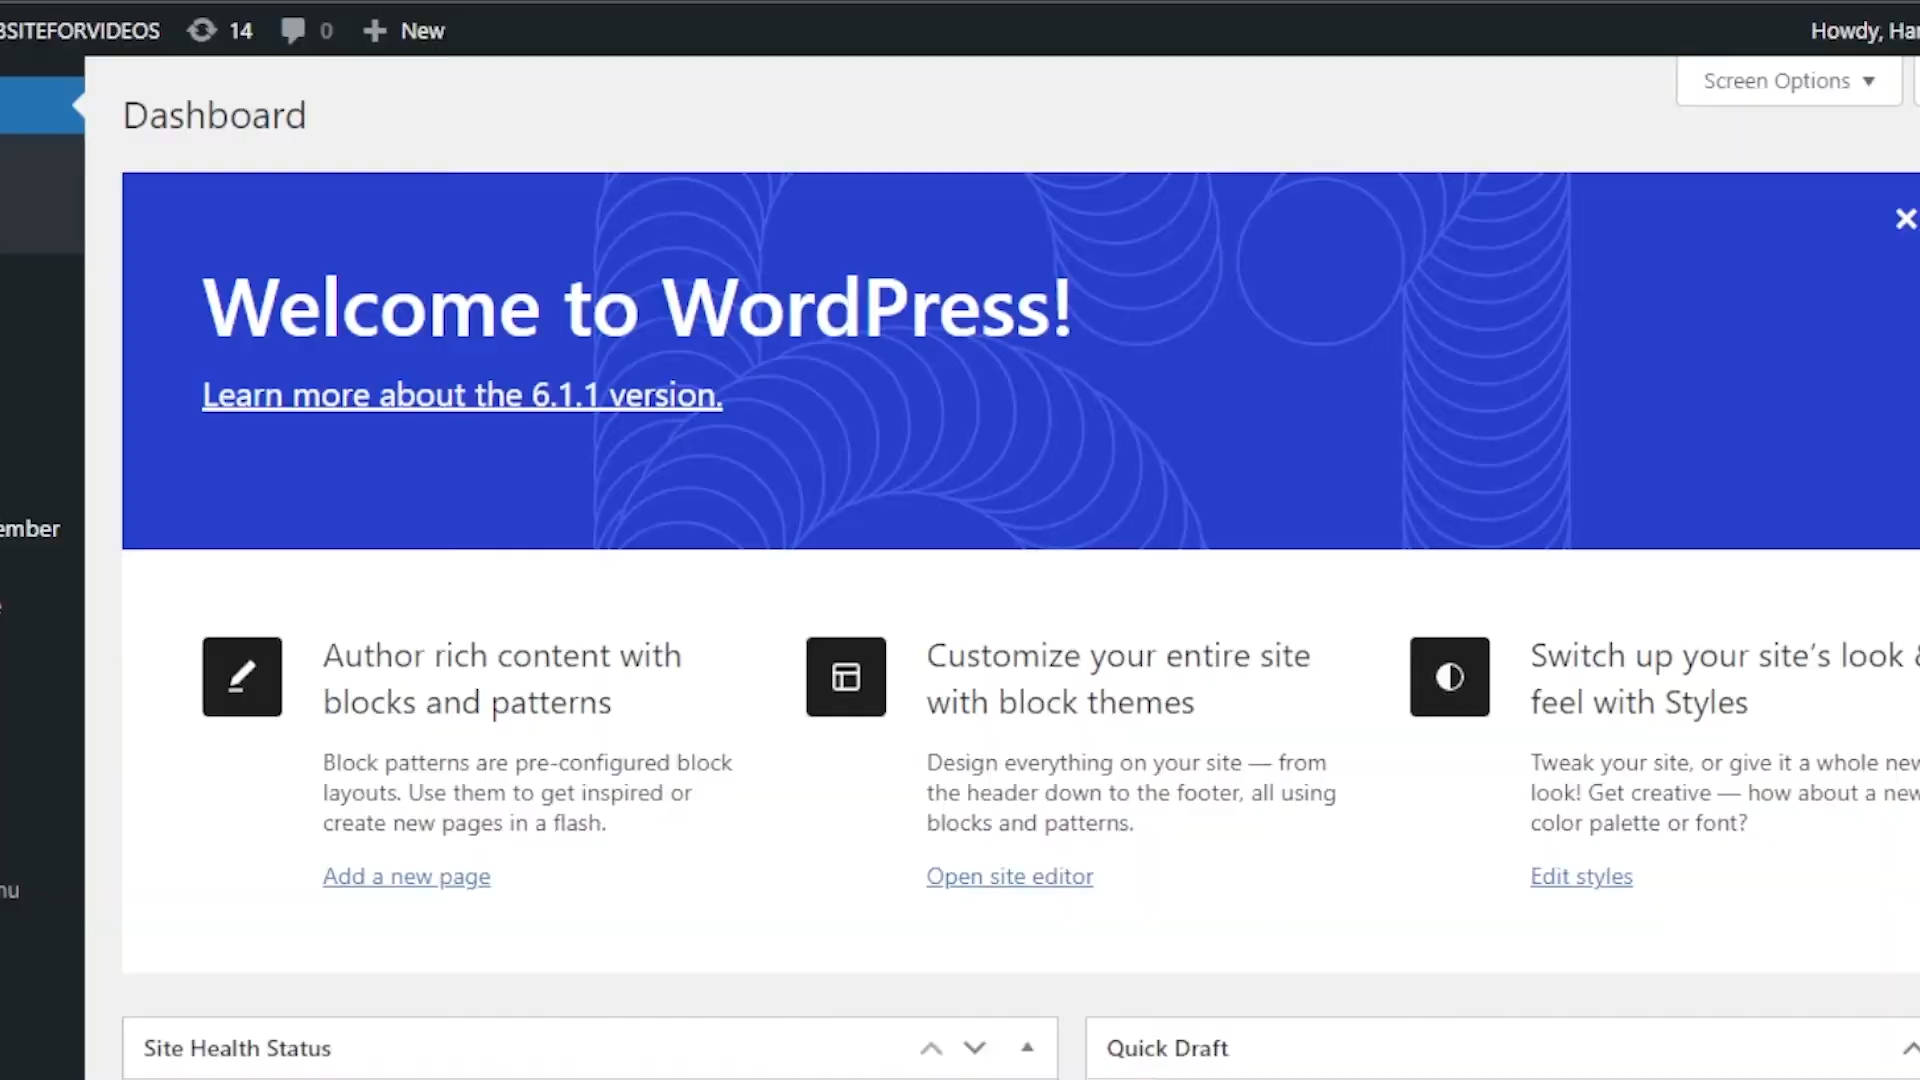 BSITEFORVIDEOS 14 0 New Howdy, Har
Screen Options
Dashboard
Welcome to WordPress!
Learn more about the 6.1.1 version.
ember
Author rich content with
blocks and patterns
Block patterns are pre-configured block
layouts. Use them to get inspired or
create new pages in a flash.
Add a new page
Customize your entire site
with block themes
Design everything on your site — from
the header down to the footer, all using
blocks and patterns.
Open site editor
Switch up your site’s look &
feel with Styles
Tweak your site, or give it a whole new
look! Get creative — how about a new
color palette or font?
Edit styles
nu
Site Health Status
Quick Draft